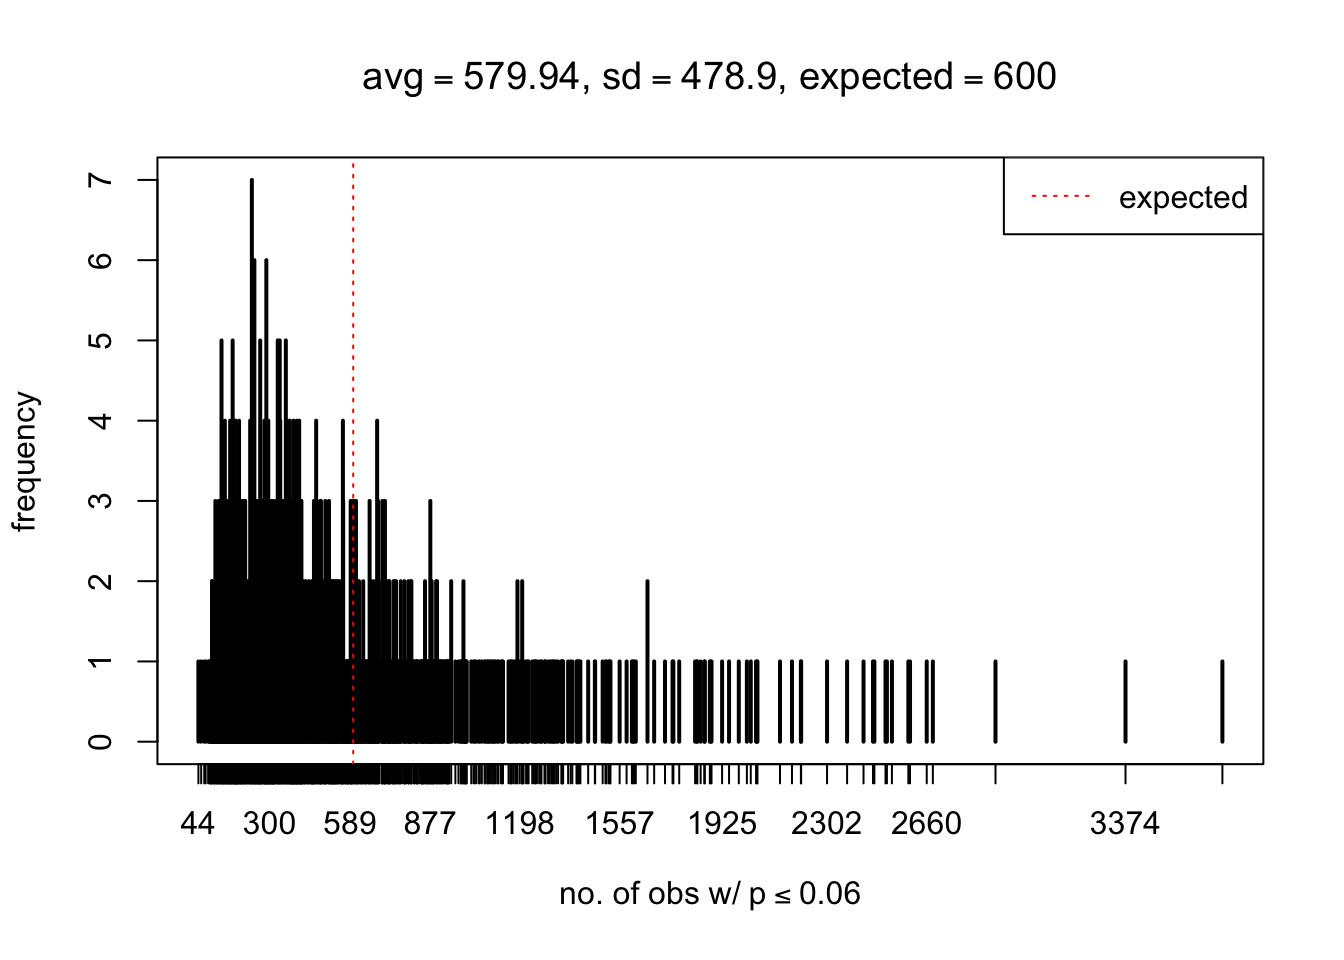 avg = 579.94, sd = 478.9, expected = 600
expected
7
6
5
4
3
2
1
0
frequency
44 300 589 877 1198 1557 1925 2302 2660 3374
no. of obs w/ p ≤ 0.06